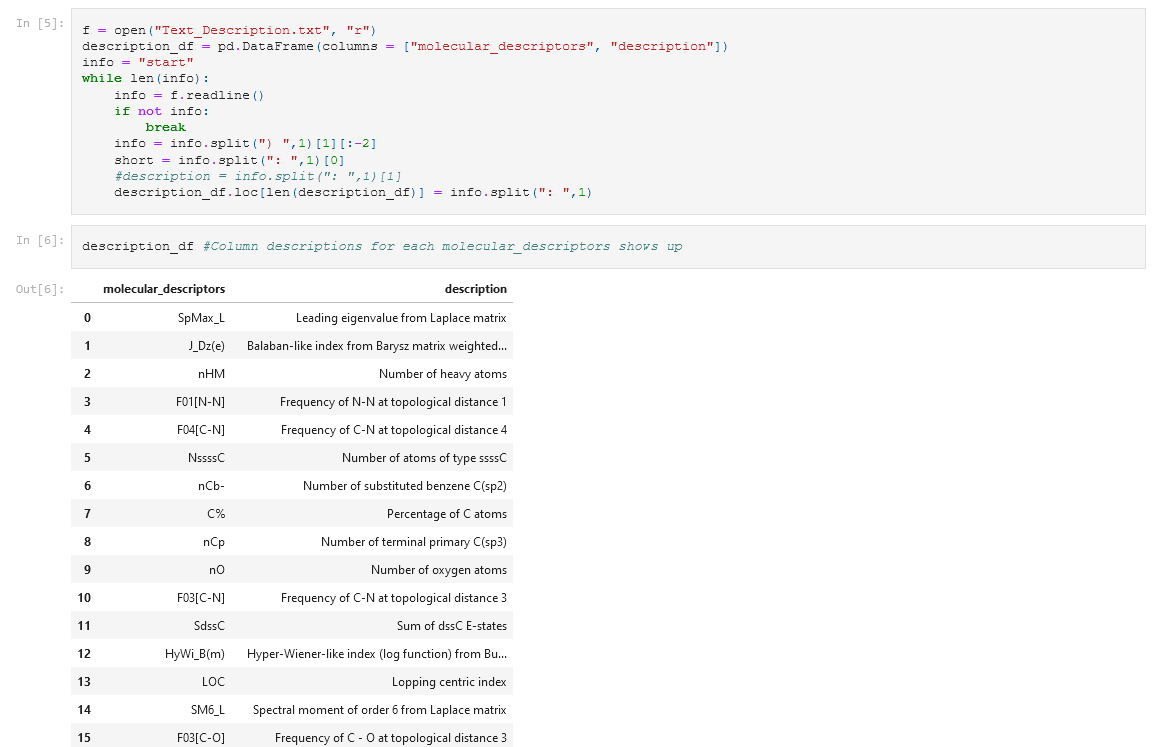 In [5]:
f = open("Text_Description.txt", "r")
description_df = pd.DataFrame(columns = ["molecular_descriptors", "description"])
info = "start"
while len(info):
    info = f.readline()
    if not info:
        break
    info = info.split(") ",1)[1][:-2]
    short = info.split(": ",1)[0]
    #description = info.split(": ",1)[1]
    description_df.loc[len(description_df)] = info.split(": ",1)
In [6]:
description_df #Column descriptions for each molecular_descriptors shows up
Out[6]:
molecular_descriptors description
0 SpMax_L Leading eigenvalue from Laplace matrix
1 J_Dz(e) Balaban-like index from Barysz matrix weighted...
2 nHM Number of heavy atoms
3 F01[N-N] Frequency of N-N at topological distance 1
4 F04[C-N] Frequency of C-N at topological distance 4
5 NssssC Number of atoms of type ssssC
6 nCb- Number of substituted benzene C(sp2)
7 C% Percentage of C atoms
8 nCp Number of terminal primary C(sp3)
9 nO Number of oxygen atoms
10 F03[C-N] Frequency of C-N at topological distance 3
11 SdssC Sum of dssC E-states
12 HyWi_B(m) Hyper-Wiener-like index (log function) from Bu...
13 LOC Lopping centric index
14 SM6_L Spectral moment of order 6 from Laplace matrix
15 F03[C-O] Frequency of C - O at topological distance 3